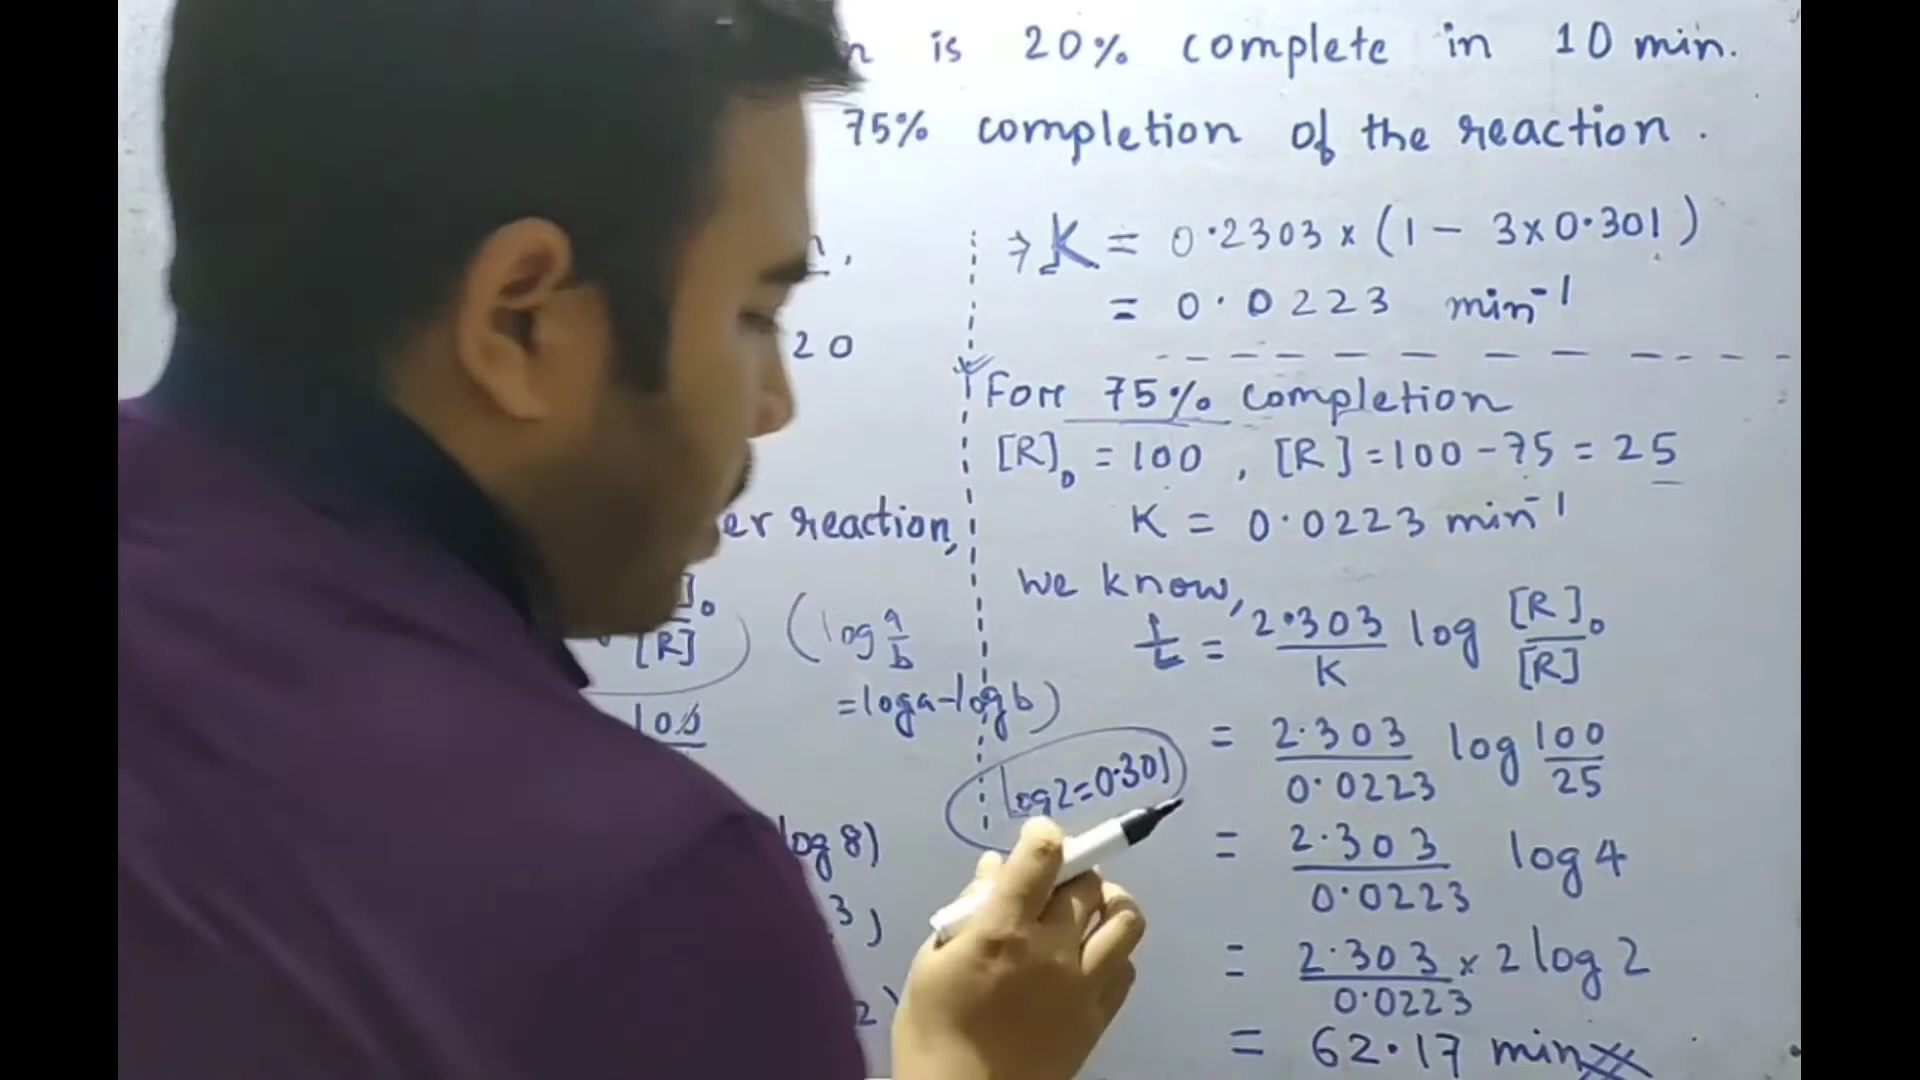 n is 20% complete in 10 min.
75% completion of the reaction.
20
er reaction,
[R]
(log a/b
= log a - log b)
log 8)
3)
2)
⇒ K = 0.2303 × (1 - 3×0.301)
= 0.0223 min⁻¹
For 75% completion
[R]₀ = 100, [R] = 100 - 75 = 25
K = 0.0223 min⁻¹
We know,
t = 2.303/K log [R]₀/[R]
log2=0.301
= 2.303/0.0223 log 100/25
= 2.303/0.0223 log 4
= 2.303/0.0223 × 2 log 2
= 62.17 min